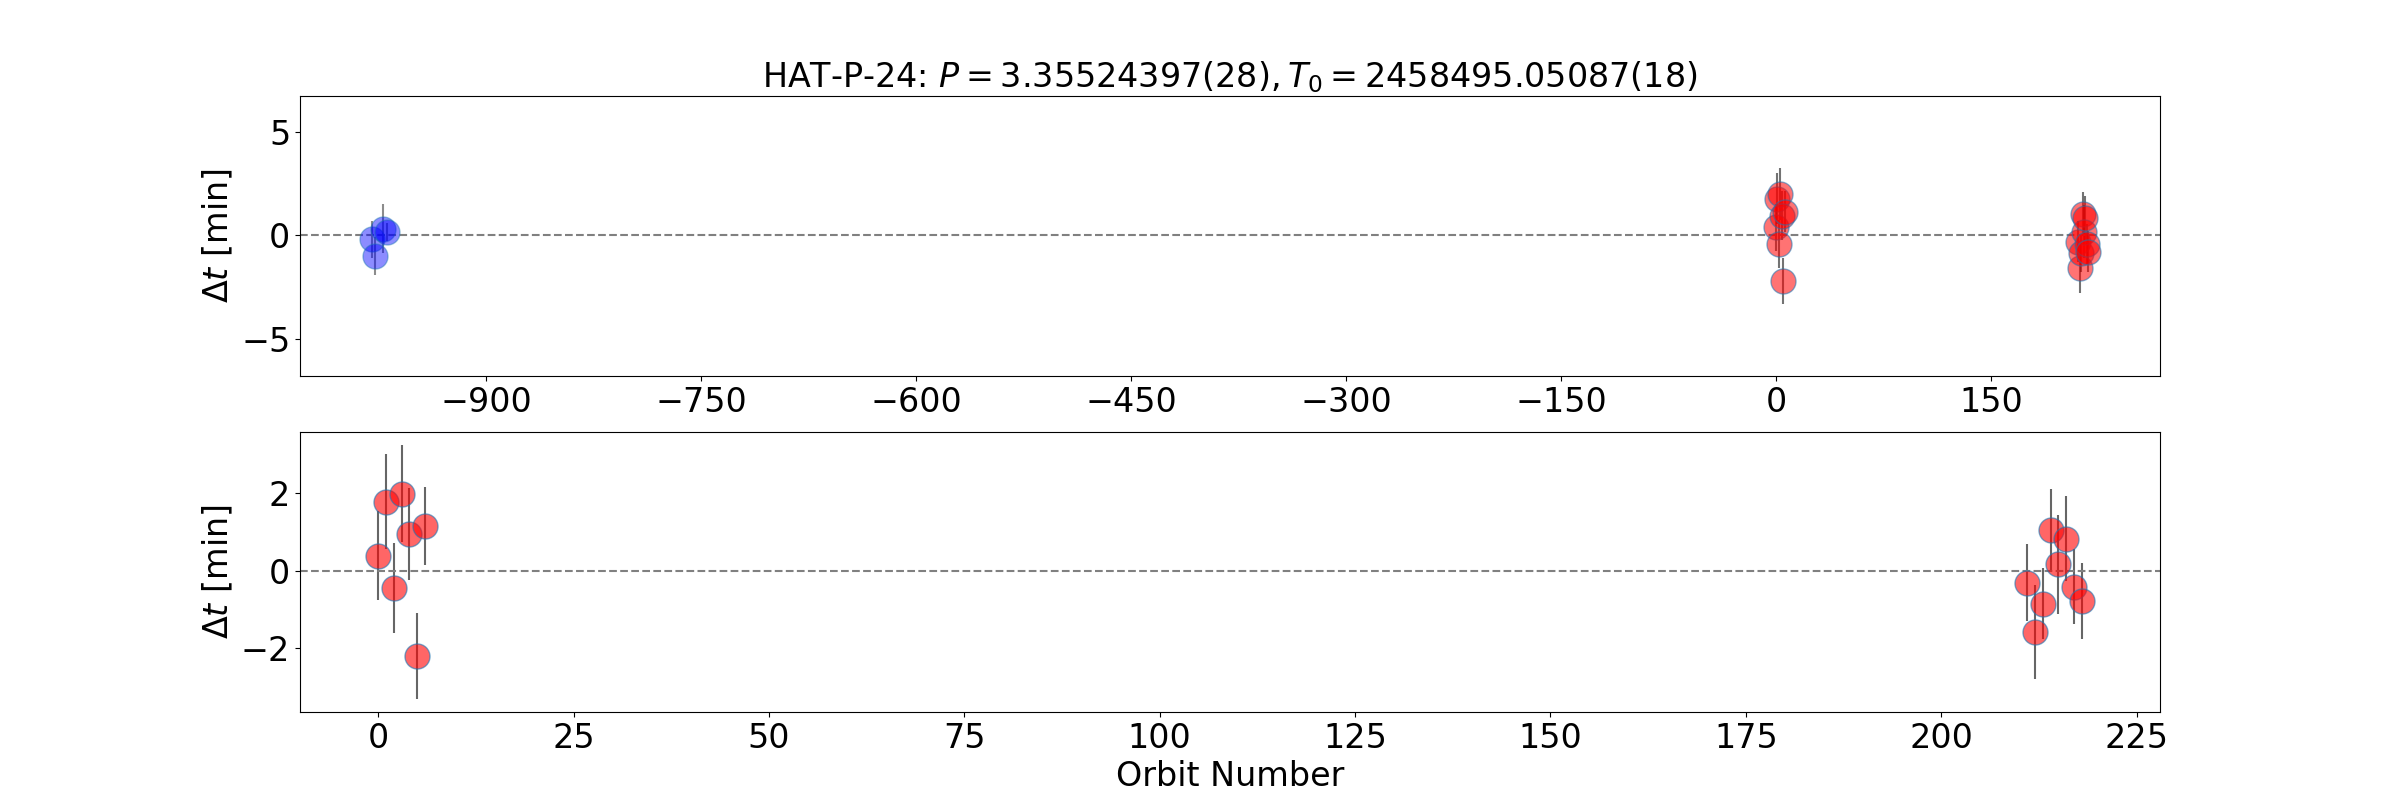 HAT-P-24: P = 3.35524397(28), T₀ = 2458495.05087(18)
Δt [min]
5
0
−5
−900 −750 −600 −450 −300 −150 0 150
Δt [min]
2
0
−2
0 25 50 75 100 125 150 175 200 225
Orbit Number